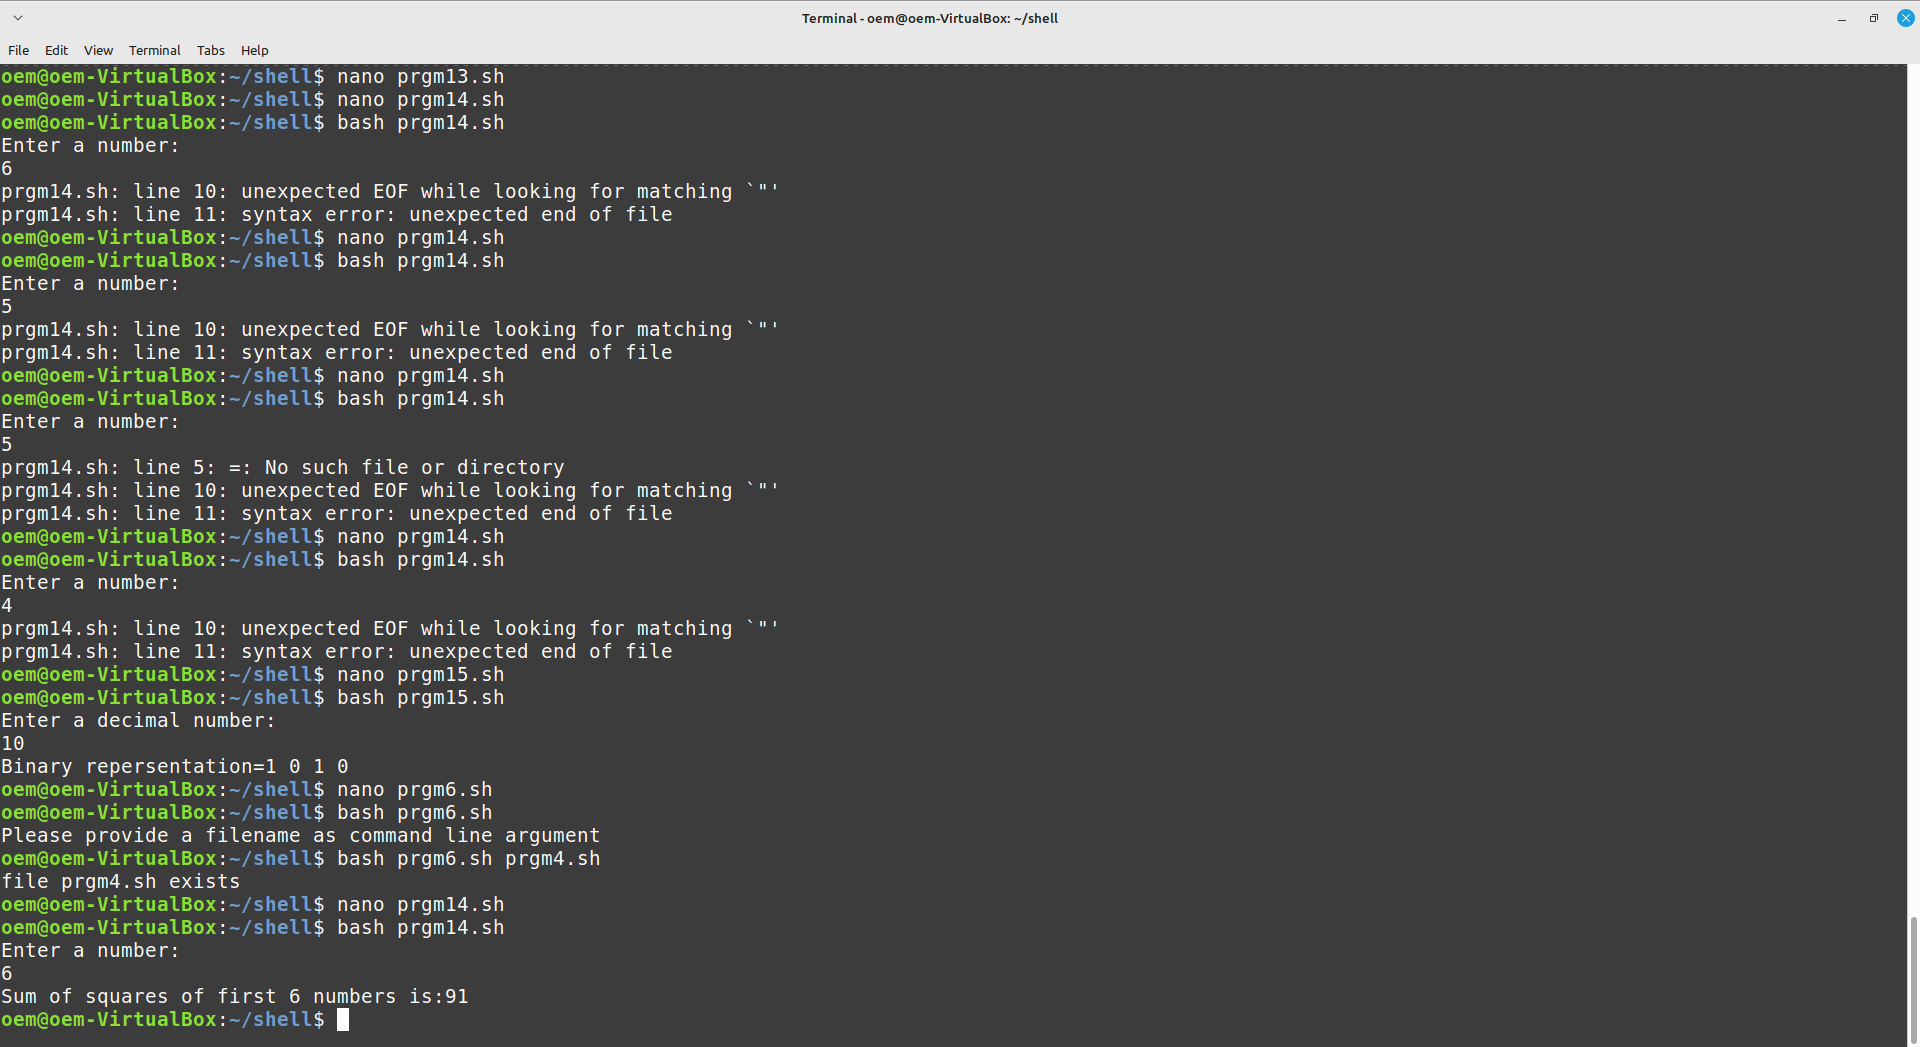 Terminal - oem@oem-VirtualBox: ~/shell
File Edit View Terminal Tabs Help
oem@oem-VirtualBox:~/shell$ nano prgm13.sh
oem@oem-VirtualBox:~/shell$ nano prgm14.sh
oem@oem-VirtualBox:~/shell$ bash prgm14.sh
Enter a number:
6
prgm14.sh: line 10: unexpected EOF while looking for matching `"'
prgm14.sh: line 11: syntax error: unexpected end of file
oem@oem-VirtualBox:~/shell$ nano prgm14.sh
oem@oem-VirtualBox:~/shell$ bash prgm14.sh
Enter a number:
5
prgm14.sh: line 10: unexpected EOF while looking for matching `"'
prgm14.sh: line 11: syntax error: unexpected end of file
oem@oem-VirtualBox:~/shell$ nano prgm14.sh
oem@oem-VirtualBox:~/shell$ bash prgm14.sh
Enter a number:
5
prgm14.sh: line 5: =: No such file or directory
prgm14.sh: line 10: unexpected EOF while looking for matching `"'
prgm14.sh: line 11: syntax error: unexpected end of file
oem@oem-VirtualBox:~/shell$ nano prgm14.sh
oem@oem-VirtualBox:~/shell$ bash prgm14.sh
Enter a number:
4
prgm14.sh: line 10: unexpected EOF while looking for matching `"'
prgm14.sh: line 11: syntax error: unexpected end of file
oem@oem-VirtualBox:~/shell$ nano prgm15.sh
oem@oem-VirtualBox:~/shell$ bash prgm15.sh
Enter a decimal number:
10
Binary repersentation=1 0 1 0
oem@oem-VirtualBox:~/shell$ nano prgm6.sh
oem@oem-VirtualBox:~/shell$ bash prgm6.sh
Please provide a filename as command line argument
oem@oem-VirtualBox:~/shell$ bash prgm6.sh prgm4.sh
file prgm4.sh exists
oem@oem-VirtualBox:~/shell$ nano prgm14.sh
oem@oem-VirtualBox:~/shell$ bash prgm14.sh
Enter a number:
6
Sum of squares of first 6 numbers is:91
oem@oem-VirtualBox:~/shell$